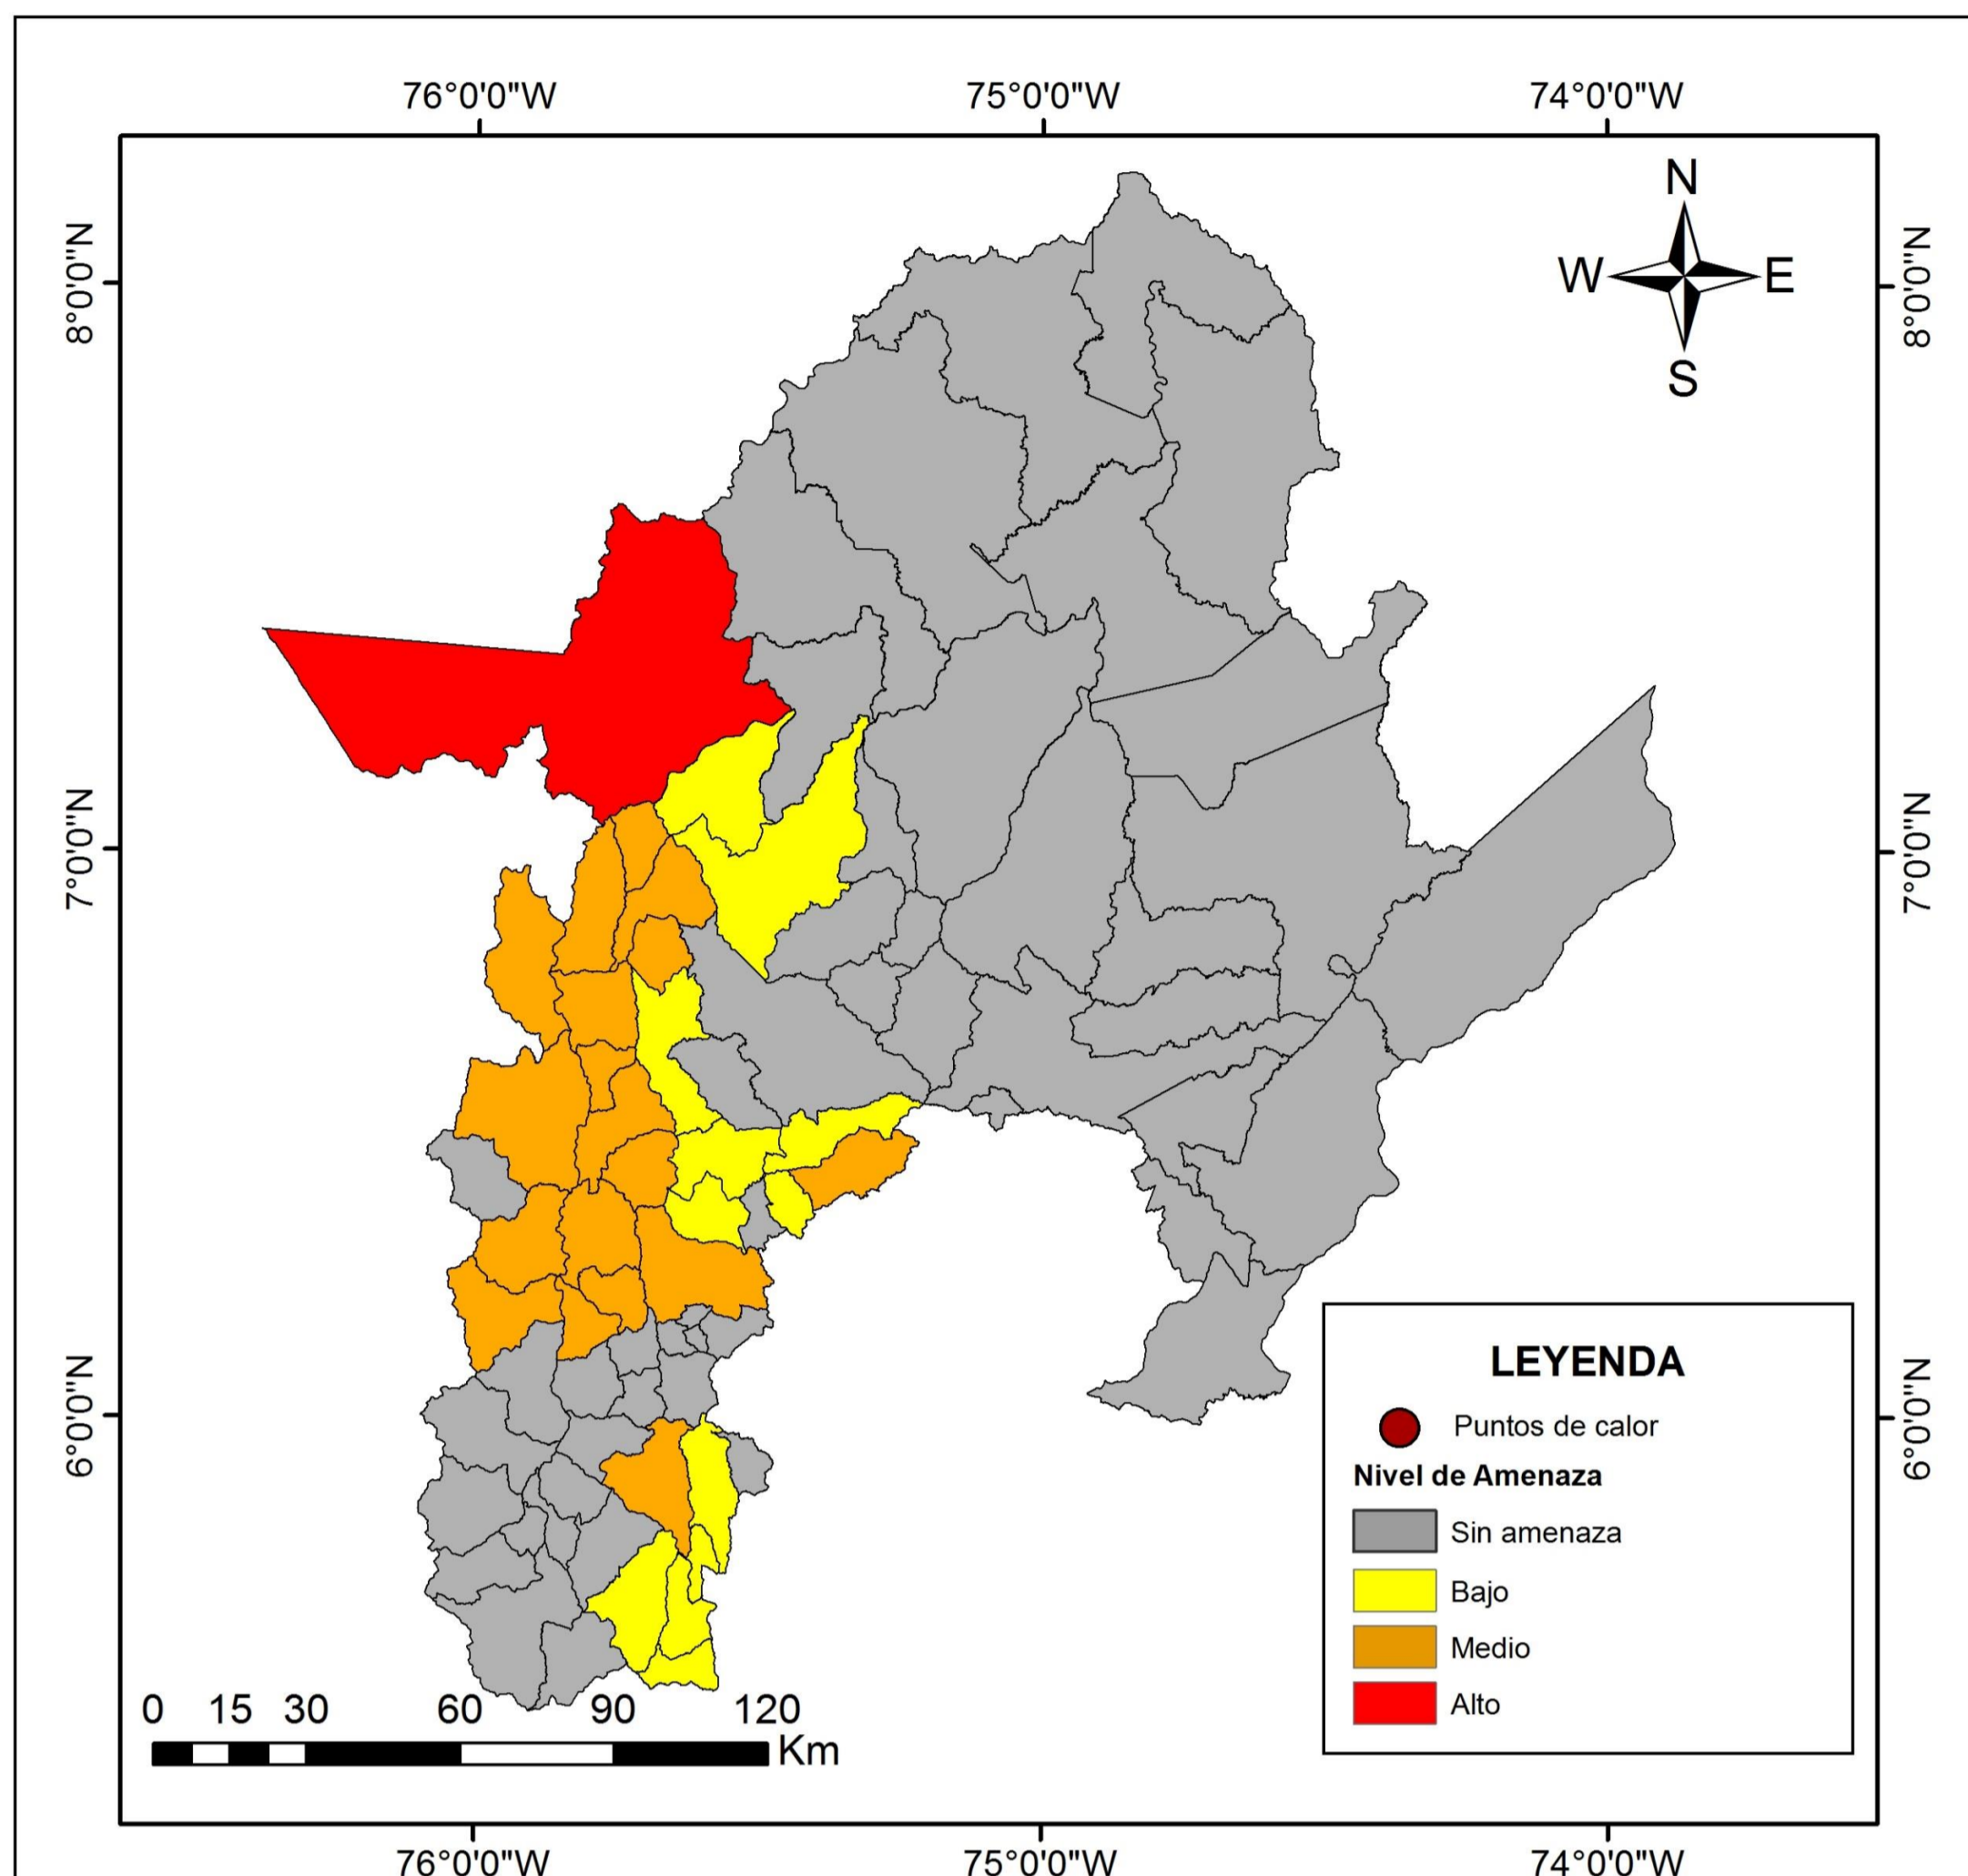 76°0'0"W 75°0'0"W 74°0'0"W
N
W E
S
8°0'0"N 8°0'0"N
7°0'0"N 7°0'0"N
6°0'0"N 6°0'0"N
LEYENDA
Puntos de calor
Nivel de Amenaza
Sin amenaza
Bajo
Medio
Alto
0 15 30 60 90 120
Km
76°0'0"W 75°0'0"W 74°0'0"W